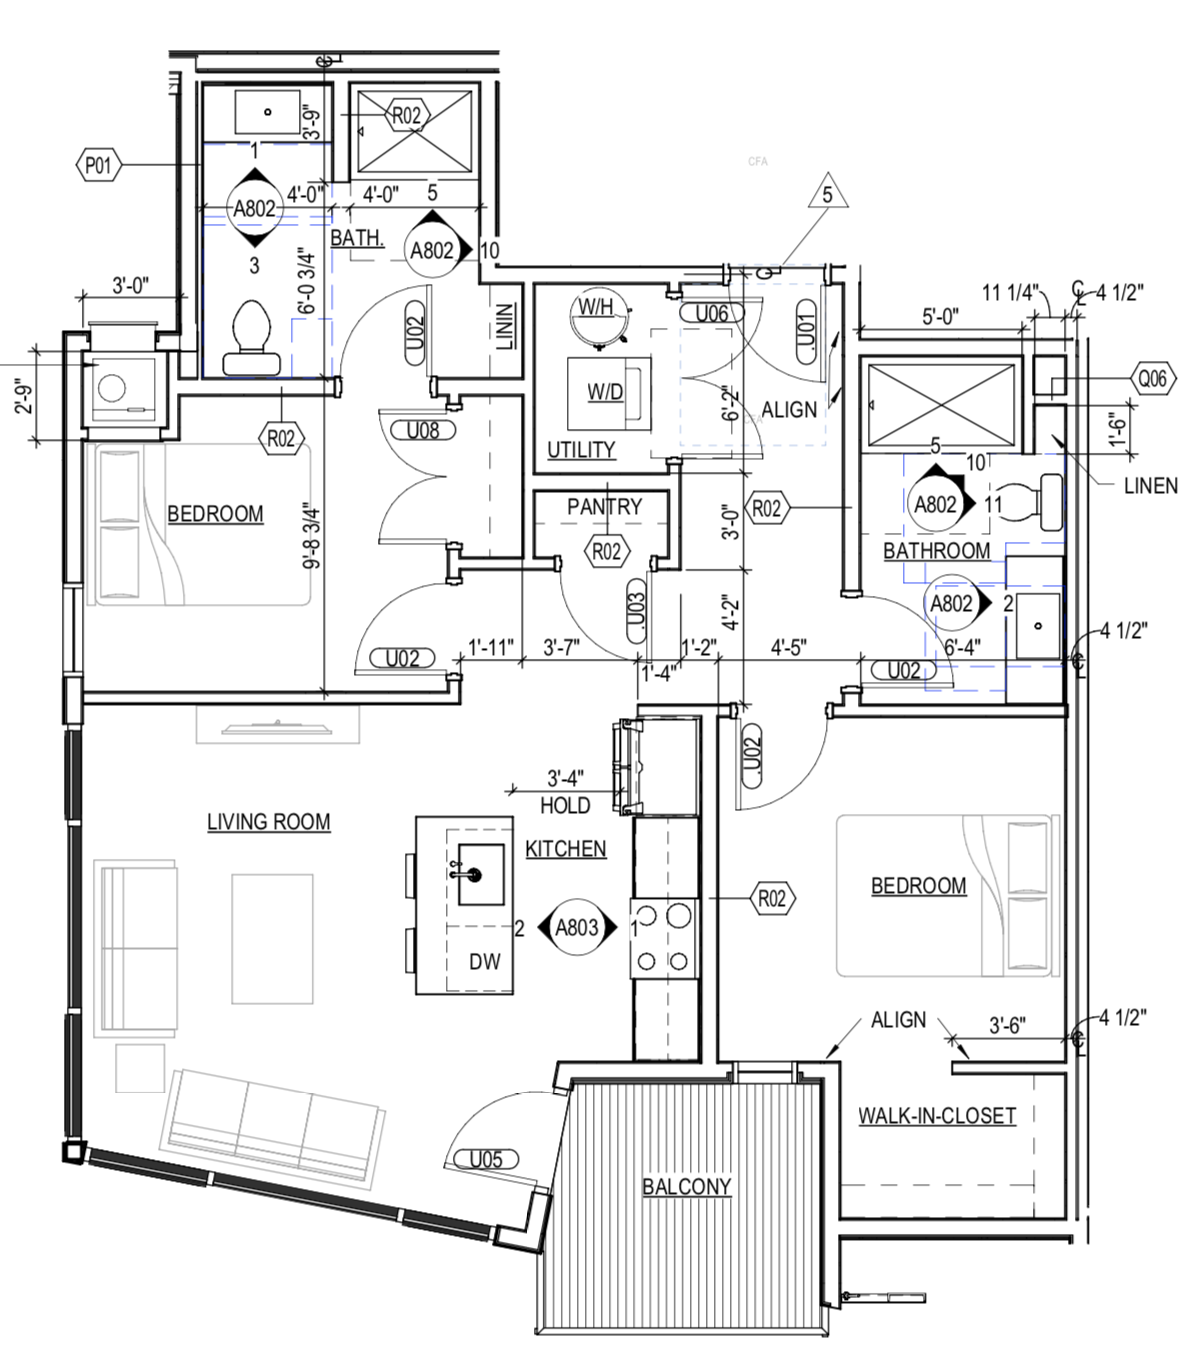 R02
3'-9"
P01
1
CFA
5
4'-0"
4'-0"
5
A802
BATH.
A802
10
3
6'-0 3/4"
3'-0"
U02
LININ
W/H
U06
.U01
11 1/4"
4 1/2"
5'-0"
2'-9"
W/D
6'-2"
ALIGN
CFA
Q06
R02
U08
UTILITY
1'-6"
5
10
LINEN
BEDROOM
9'-8 3/4"
PANTRY
R02
3'-0"
R02
A802
11
BATHROOM
.U03
4'-2"
A802
2
4 1/2"
U02
1'-11"
3'-7"
1'-4"
1'-2"
4'-5"
U02
6'-4"
.U02
3'-4"
HOLD
LIVING ROOM
KITCHEN
BEDROOM
R02
2
A803
1
DW
ALIGN
3'-6"
4 1/2"
WALK-IN-CLOSET
U05
BALCONY